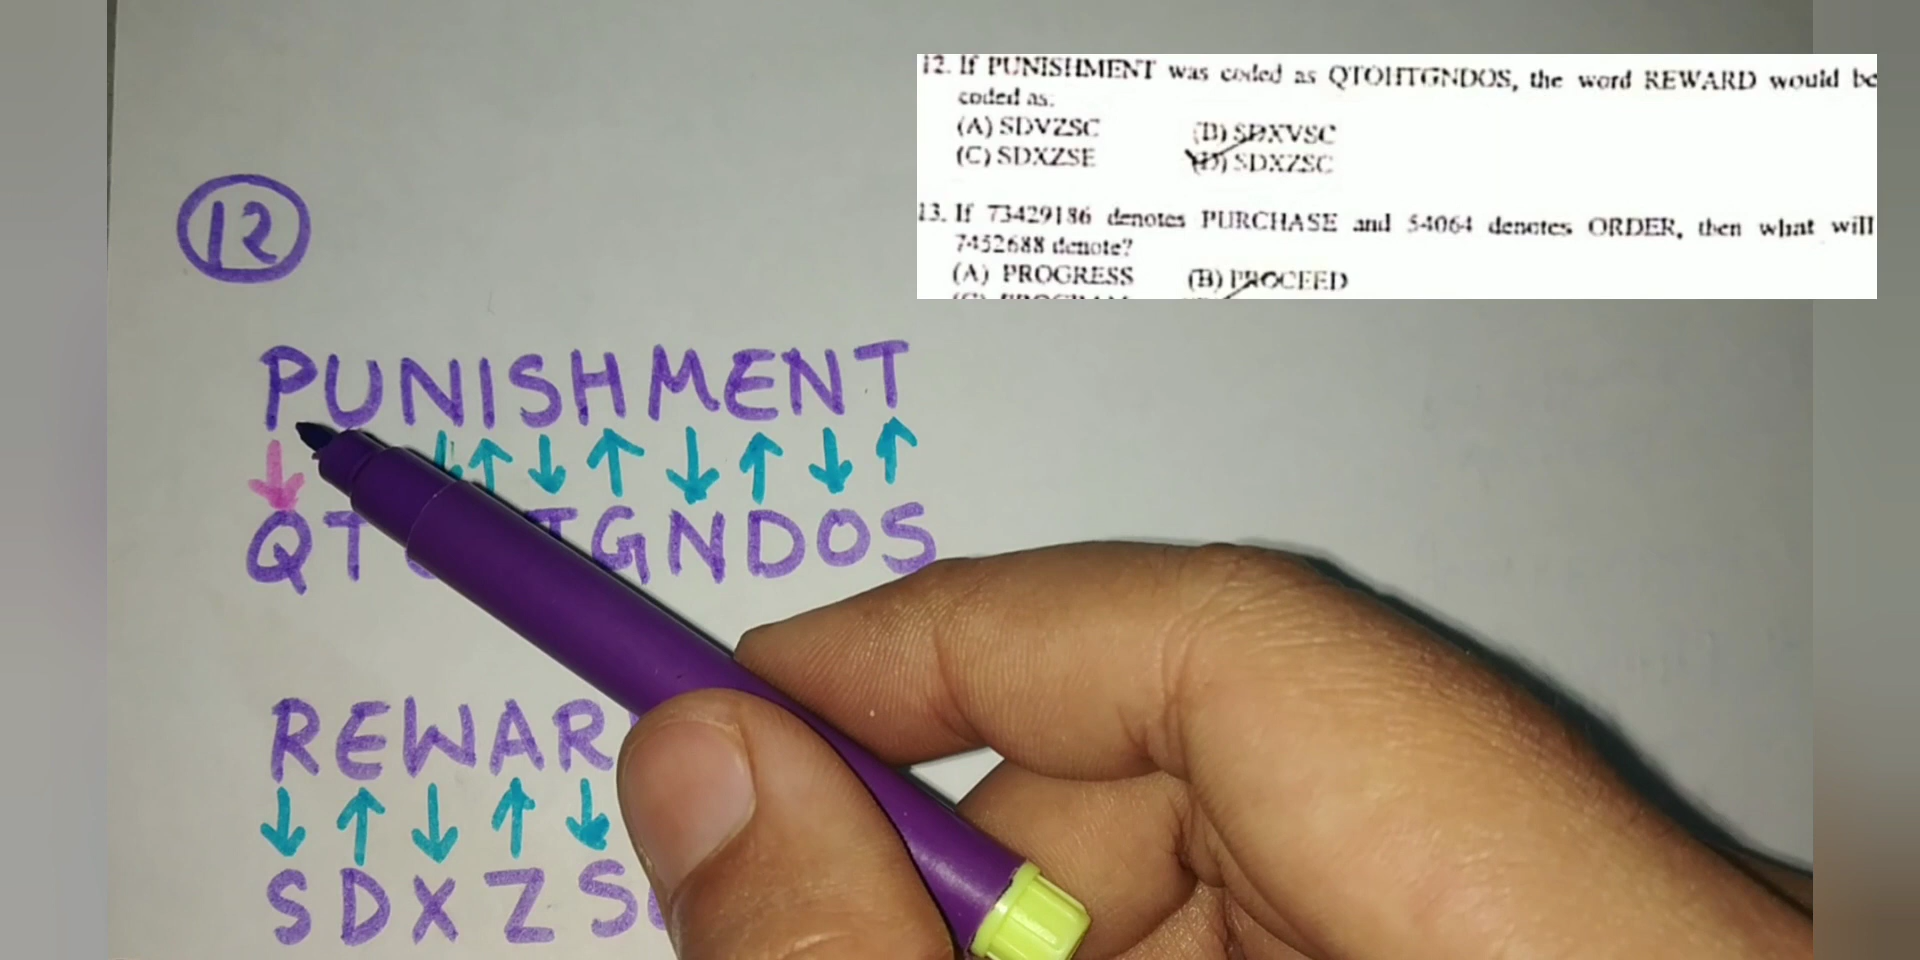 12. If PUNISHMENT was coded as QTOHTGNDOS, the word REWARD would be
coded as:
(A) SDVZSC (B) SDXVSC
(C) SDXZSE (D) SDXZSC
13. If 73429186 denotes PURCHASE and 54064 denotes ORDER, then what will
7452688 denote?
(A) PROGRESS (B) PROCEED
12
PUNISHMENT
QT GNDOS
REWAR
SDXZS